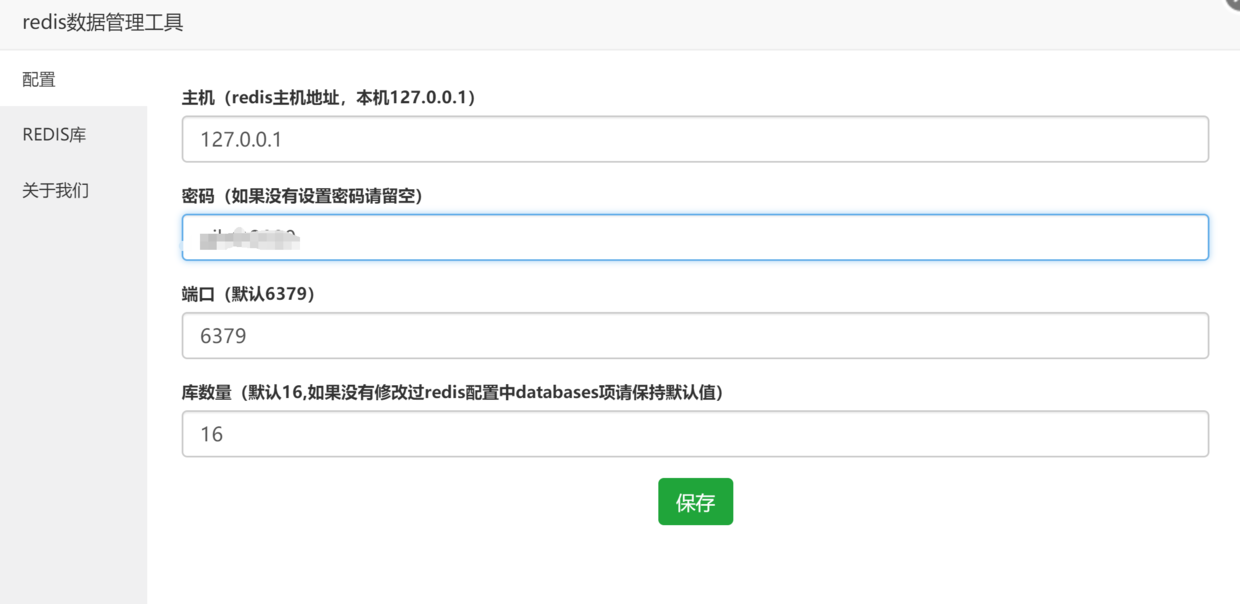 redis数据管理工具
配置
REDIS库
关于我们
主机（redis主机地址，本机127.0.0.1）
127.0.0.1
密码（如果没有设置密码请留空）
端口（默认6379）
6379
库数量（默认16,如果没有修改过redis配置中databases项请保持默认值）
16
保存